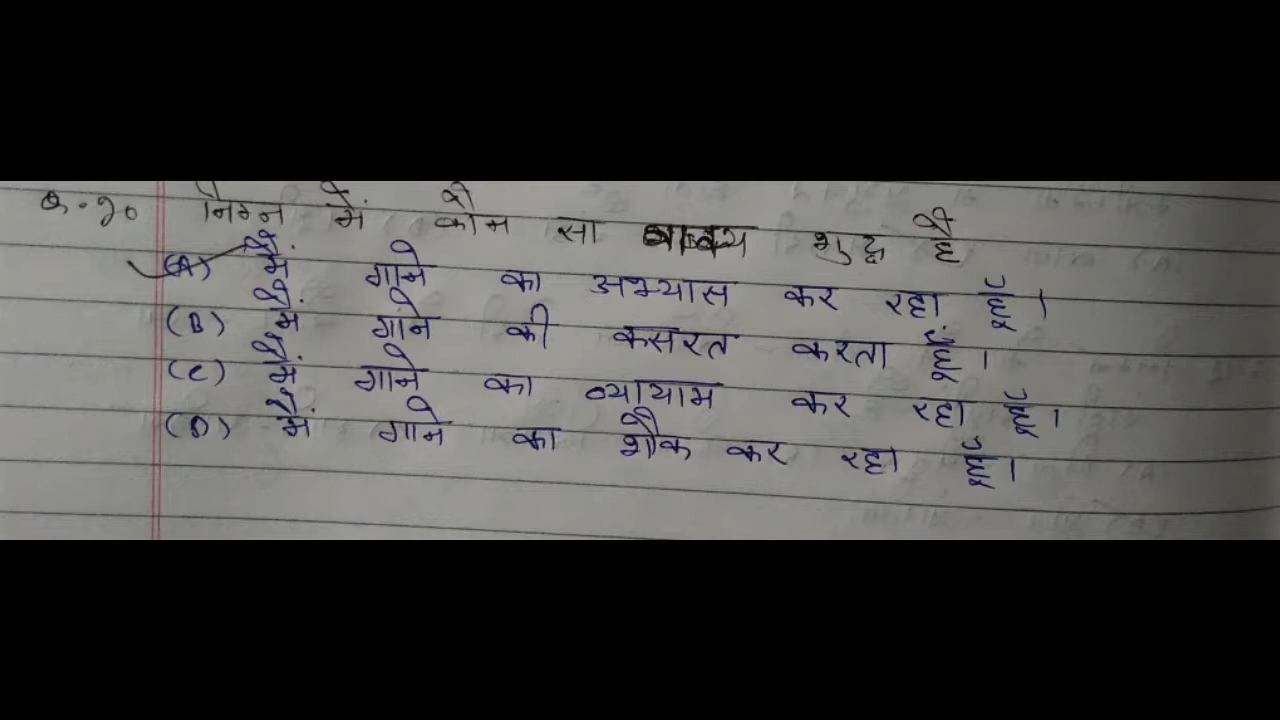 Q.20 निम्न में कौन सा वाक्य शुद्ध है
(A) मैं गाने का अभ्यास कर रहा हूँ।
(B) मैं गाने की कसरत करता हूँ।
(C) मैं गाने का व्यायाम कर रहा हूँ।
(D) मैं गाने का शौक कर रहा हूँ।